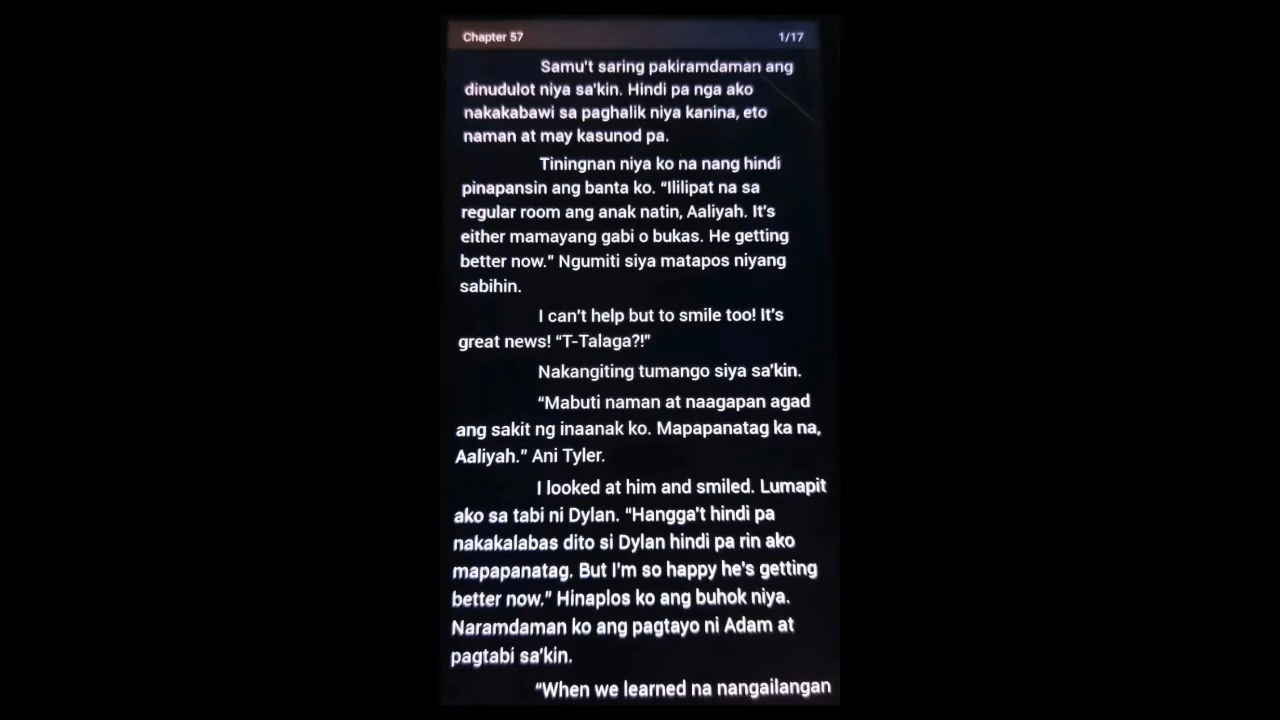 Chapter 57
1/17
Samu't saring pakiramdaman ang
dinudulot niya sa'kin. Hindi pa nga ako
nakakabawi sa paghalik niya kanina, eto
naman at may kasunod pa.
Tiningnan niya ko na nang hindi
pinapansin ang banta ko. “Ililipat na sa
regular room ang anak natin, Aaliyah. It's
either mamayang gabi o bukas. He getting
better now.” Ngumiti siya matapos niyang
sabihin.
I can't help but to smile too! It's
great news! “T-Talaga?!”
Nakangiting tumango siya sa'kin.
“Mabuti naman at naagapan agad
ang sakit ng inaanak ko. Mapapanatag ka na,
Aaliyah.” Ani Tyler.
I looked at him and smiled. Lumapit
ako sa tabi ni Dylan. “Hangga't hindi pa
nakakalabas dito si Dylan hindi pa rin ako
mapapanatag. But I'm so happy he's getting
better now.” Hinaplos ko ang buhok niya.
Naramdaman ko ang pagtayo ni Adam at
pagtabi sa'kin.
“When we learned na nangailangan